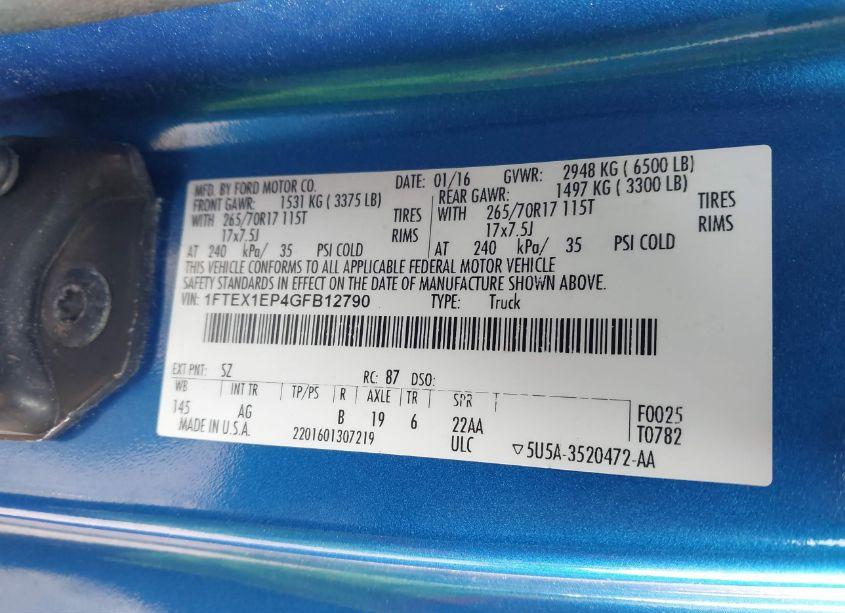 MFD. BY FORD MOTOR CO. DATE: 01/16 GVWR: 2948 KG ( 6500 LB)
FRONT GAWR: 1531 KG ( 3375 LB) REAR GAWR: 1497 KG ( 3300 LB)
WITH 265/70R17 115T TIRES WITH 265/70R17 115T TIRES
17x7.5J RIMS 17x7.5J RIMS
AT 240 kPa/ 35 PSI COLD AT 240 kPa/ 35 PSI COLD
THIS VEHICLE CONFORMS TO ALL APPLICABLE FEDERAL MOTOR VEHICLE
SAFETY STANDARDS IN EFFECT ON THE DATE OF MANUFACTURE SHOWN ABOVE.
VIN: 1FTEX1EP4GFB12790 TYPE: Truck
EXT PNT: SZ RC: 87 DSO:
WB INT TR TP/PS R AXLE TR SPR
145 AG B 19 6 22AA F0025
MADE IN U.S.A. 2201601307219 ULC T0782
▽5U5A-3520472-AA